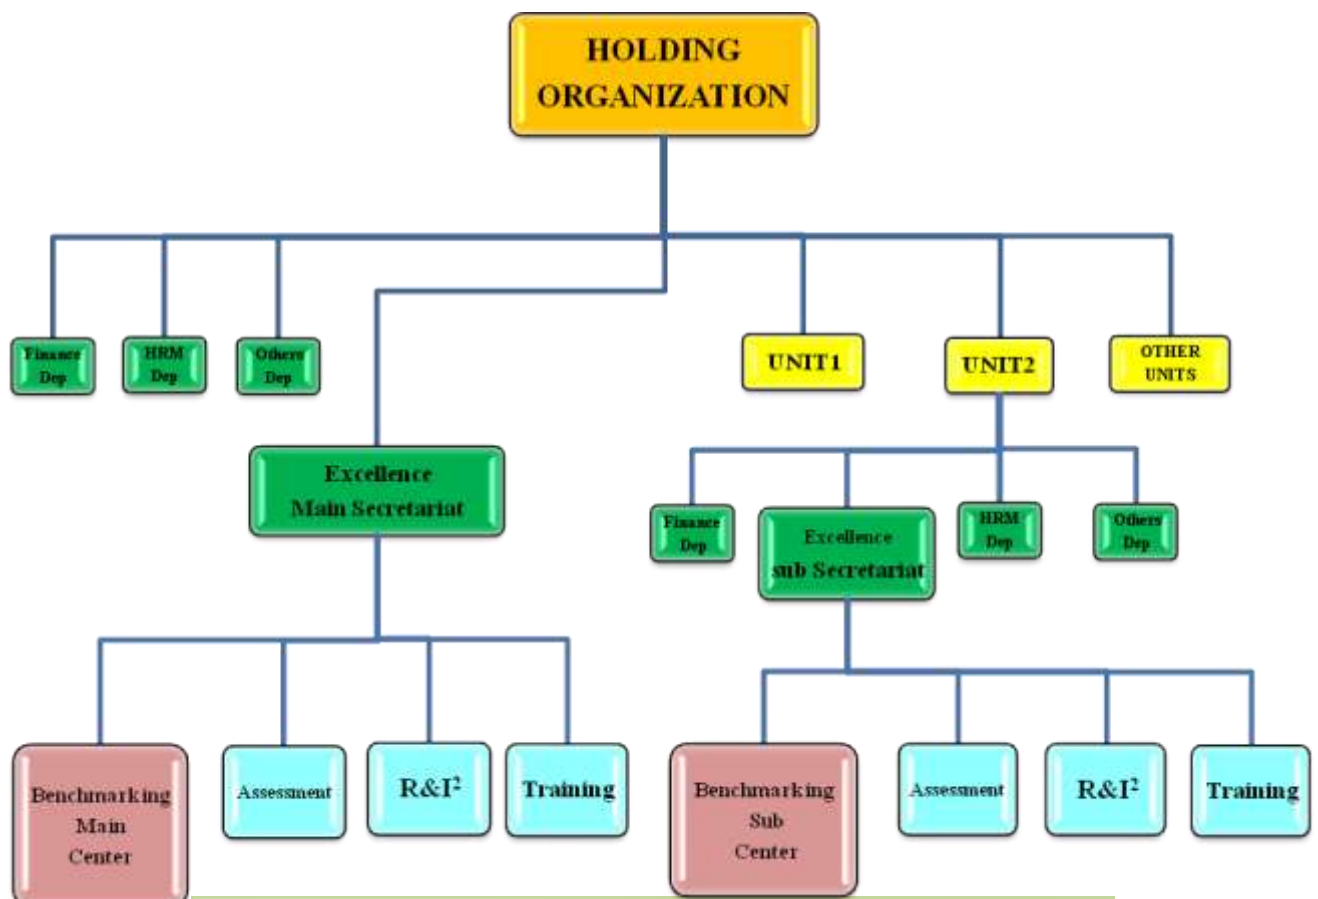 HOLDING
ORGANIZATION
Finance
Dep
HRM
Dep
Others
Dep
UNIT1
UNIT2
OTHER
UNITS
Excellence
Main Secretariat
Finance
Dep
Excellence
sub Secretariat
HRM
Dep
Others
Dep
Benchmarking
Main
Center
Assessment
R&I²
Training
Benchmarking
Sub
Center
Assessment
R&I²
Training